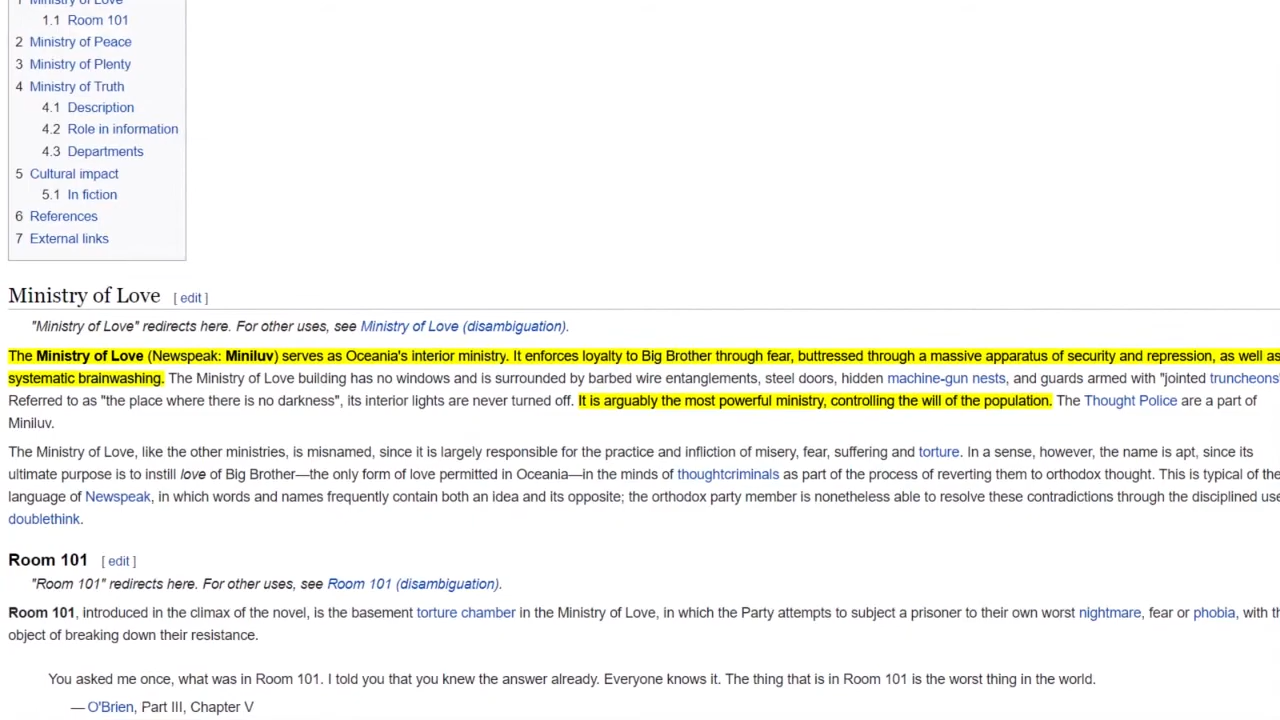 1 Ministry of Love
1.1 Room 101
2 Ministry of Peace
3 Ministry of Plenty
4 Ministry of Truth
4.1 Description
4.2 Role in information
4.3 Departments
5 Cultural impact
5.1 In fiction
6 References
7 External links
Ministry of Love [ edit ]
"Ministry of Love" redirects here. For other uses, see Ministry of Love (disambiguation).
The Ministry of Love (Newspeak: Miniluv) serves as Oceania's interior ministry. It enforces loyalty to Big Brother through fear, buttressed through a massive apparatus of security and repression, as well as
systematic brainwashing. The Ministry of Love building has no windows and is surrounded by barbed wire entanglements, steel doors, hidden machine-gun nests, and guards armed with "jointed truncheons"
Referred to as "the place where there is no darkness", its interior lights are never turned off. It is arguably the most powerful ministry, controlling the will of the population. The Thought Police are a part of
Miniluv.
The Ministry of Love, like the other ministries, is misnamed, since it is largely responsible for the practice and infliction of misery, fear, suffering and torture. In a sense, however, the name is apt, since its
ultimate purpose is to instill love of Big Brother—the only form of love permitted in Oceania—in the minds of thoughtcriminals as part of the process of reverting them to orthodox thought. This is typical of the
language of Newspeak, in which words and names frequently contain both an idea and its opposite; the orthodox party member is nonetheless able to resolve these contradictions through the disciplined use
doublethink.
Room 101 [ edit ]
"Room 101" redirects here. For other uses, see Room 101 (disambiguation).
Room 101, introduced in the climax of the novel, is the basement torture chamber in the Ministry of Love, in which the Party attempts to subject a prisoner to their own worst nightmare, fear or phobia, with th
object of breaking down their resistance.
You asked me once, what was in Room 101. I told you that you knew the answer already. Everyone knows it. The thing that is in Room 101 is the worst thing in the world.
— O'Brien, Part III, Chapter V